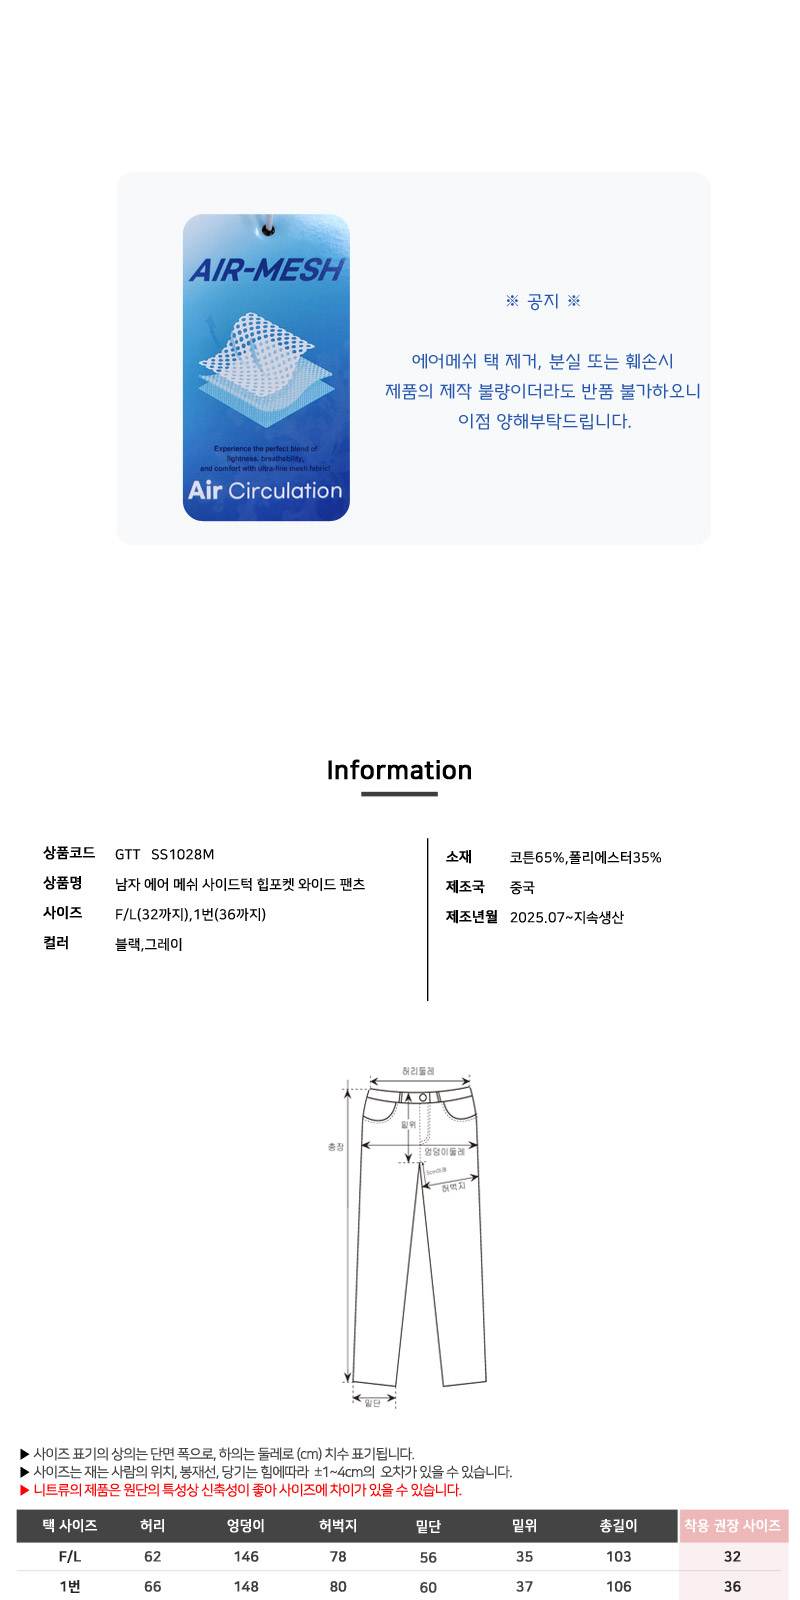 AIR-MESH
Experience the perfect blend of
lightness, breathability,
and comfort with ultra-fine mesh fabric!
Air Circulation
※ 공지 ※
에어메쉬 택 제거, 분실 또는 훼손시
제품의 제작 불량이더라도 반품 불가하오니
이점 양해부탁드립니다.
Information
상품코드 GTT SS1028M
상품명 남자 에어 메쉬 사이드턱 힙포켓 와이드 팬츠
사이즈 F/L(32까지),1번(36까지)
컬러 블랙,그레이
소재 코튼65%,폴리에스터35%
제조국 중국
제조년월 2025.07~지속생산
허리둘레
밑위
총장
엉덩이둘레
허벅지
밑단
▶ 사이즈 표기의 상의는 단면 폭으로, 하의는 둘레로 (cm) 치수 표기됩니다.
▶ 사이즈는 재는 사람의 위치, 봉재선, 당기는 힘에따라 ±1~4cm의 오차가 있을 수 있습니다.
▶ 니트류의 제품은 원단의 특성상 신축성이 좋아 사이즈에 차이가 있을 수 있습니다.
택 사이즈 허리 엉덩이 허벅지 밑단 밑위 총길이 착용 권장 사이즈
F/L 62 146 78 56 35 103 32
1번 66 148 80 60 37 106 36